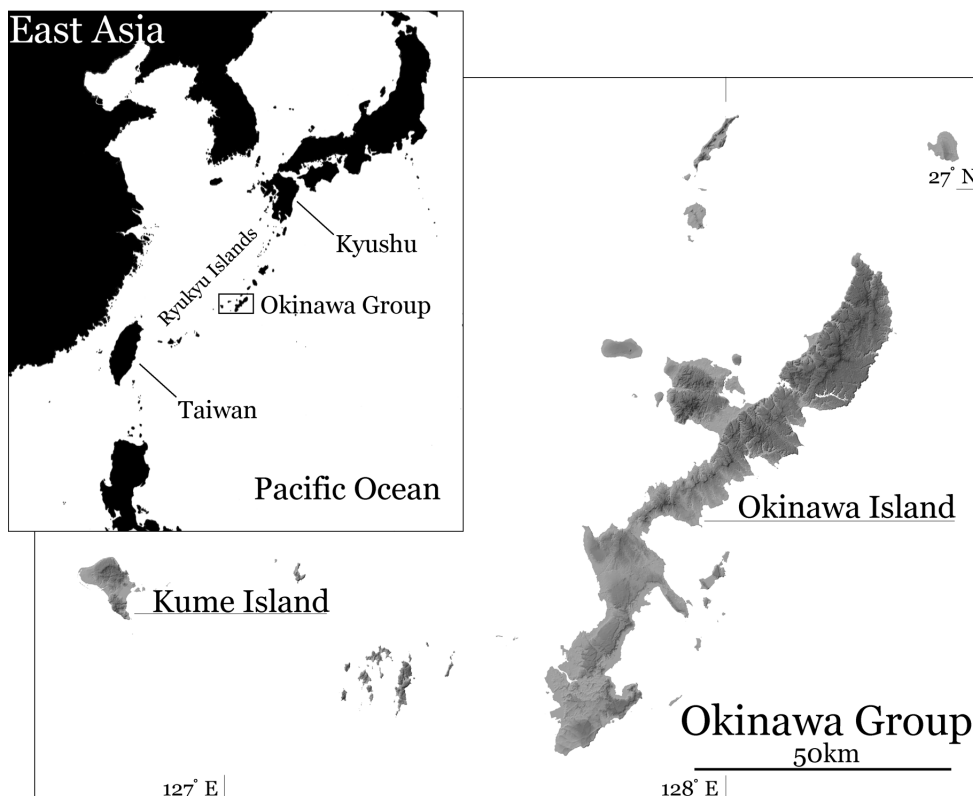 East Asia
Kyushu
Ryukyu Islands
Okinawa Group
Taiwan
Pacific Ocean
27° N
Okinawa Island
Kume Island
Okinawa Group
50km
127° E
128° E